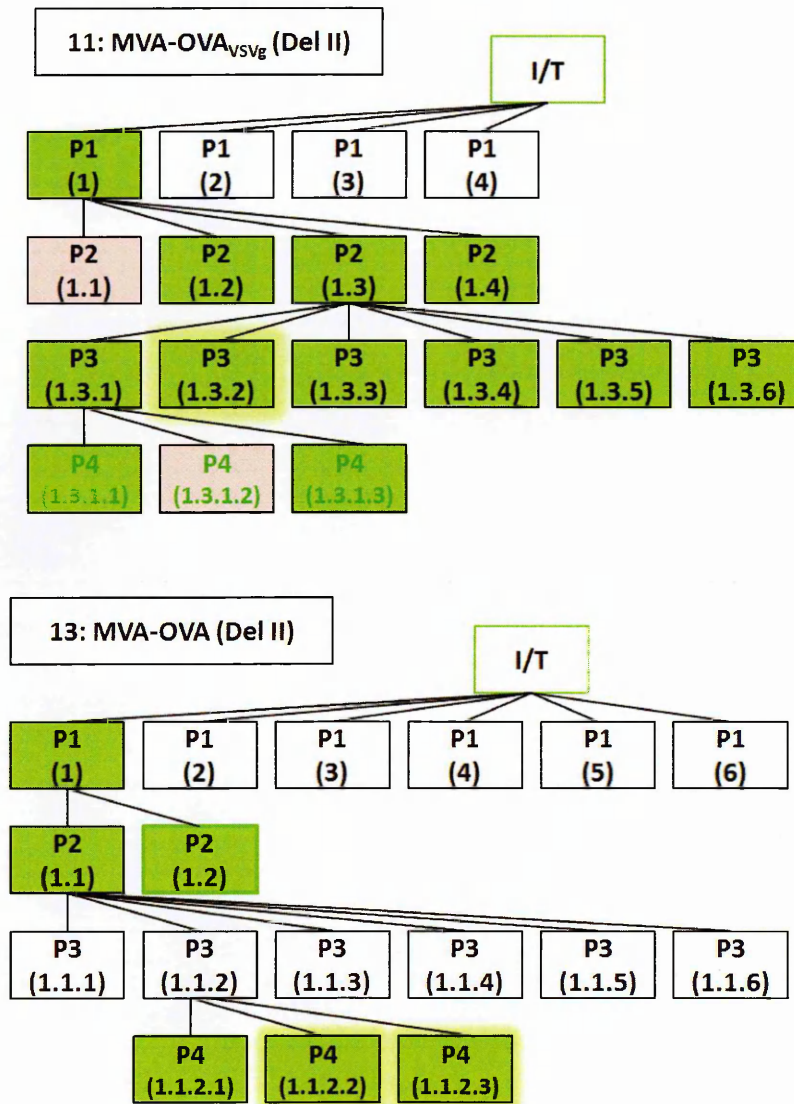 11: MVA-OVAVSVg (Del II)
I/T
P1 P1 P1 P1
(1) (2) (3) (4)
P2 P2 P2 P2
(1.1) (1.2) (1.3) (1.4)
P3 P3 P3 P3 P3 P3
(1.3.1) (1.3.2) (1.3.3) (1.3.4) (1.3.5) (1.3.6)
P4 P4 P4
(1.3.1.1) (1.3.1.2) (1.3.1.3)
13: MVA-OVA (Del II)
I/T
P1 P1 P1 P1 P1 P1
(1) (2) (3) (4) (5) (6)
P2 P2
(1.1) (1.2)
P3 P3 P3 P3 P3 P3
(1.1.1) (1.1.2) (1.1.3) (1.1.4) (1.1.5) (1.1.6)
P4 P4 P4
(1.1.2.1) (1.1.2.2) (1.1.2.3)